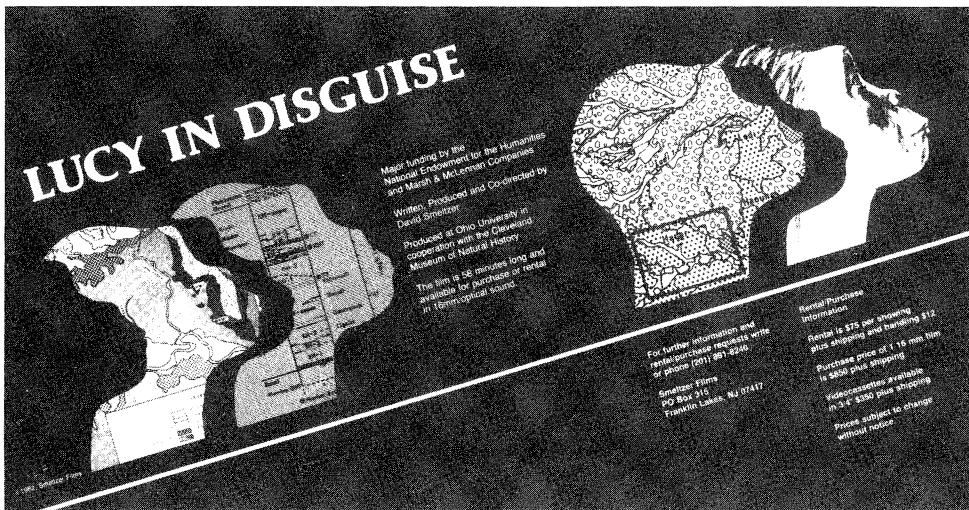 LUCY IN DISGUISE
Major funding by the
National Endowment for the Humanities
and Marsh & McLennan Companies
Written, Produced and Co-directed by
David Smeltzer
Produced at Ohio University in
cooperation with the Cleveland
Museum of Natural History
The film is 58 minutes long and
available for purchase or rental
in 16mm/optical sound.
For further information and
rental/purchase requests write
or phone (201) 891-8240
Smeltzer Films
PO Box 315
Franklin Lakes, NJ 07417
Rental/Purchase
Information
Rental is $75 per showing
plus shipping and handling $12
Purchase price of 1 16 mm film
is $850 plus shipping
Videocassettes available
in 3/4" $350 plus shipping
Prices subject to change
without notice.
Smeltzer Films